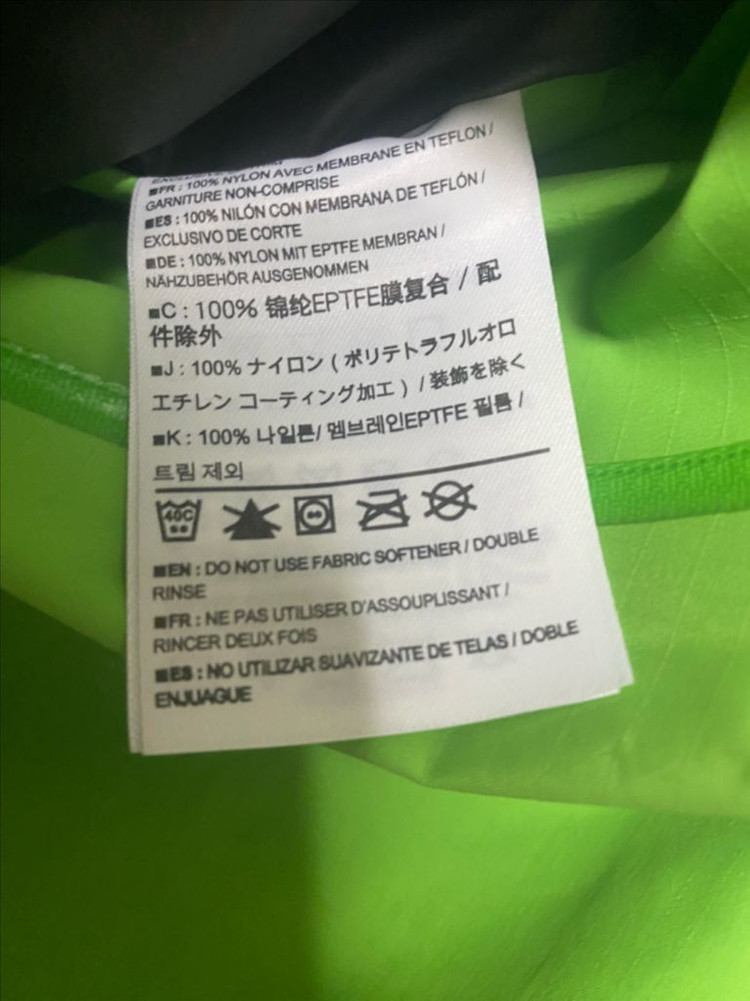 ■FR : 100% NYLON AVEC MEMBRANE EN TEFLON /
GARNITURE NON-COMPRISE
■ES : 100% NILÓN CON MEMBRANA DE TEFLÓN /
EXCLUSIVO DE CORTE
■DE : 100% NYLON MIT EPTFE MEMBRAN /
NÄHZUBEHÖR AUSGENOMMEN
■C : 100% 锦纶EPTFE膜复合 / 配
件除外
■J : 100% ナイロン ( ポリテトラフルオロ
エチレン コーティング加工 ) / 装飾を除く
■K : 100% 나일론/ 멤브레인EPTFE 필름 /
트림 제외
40C
■EN : DO NOT USE FABRIC SOFTENER / DOUBLE
RINSE
■FR : NE PAS UTILISER D'ASSOUPLISSANT /
RINCER DEUX FOIS
■ES : NO UTILIZAR SUAVIZANTE DE TELAS / DOBLE
ENJUAGUE